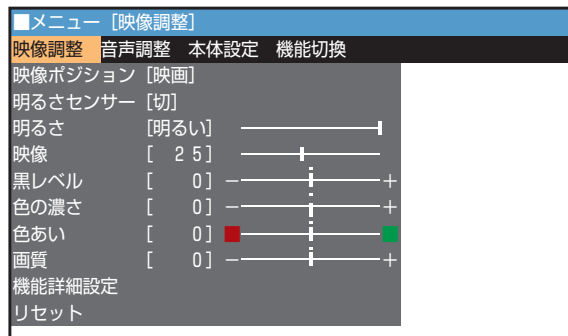 ■メニュー [映像調整]
映像調整 音声調整 本体設定 機能切換
映像ポジション [映画]
明るさセンサー [切]
明るさ [明るい]
映像 [ 25]
黒レベル [ 0] − +
色の濃さ [ 0] − +
色あい [ 0]
画質 [ 0] − +
機能詳細設定
リセット